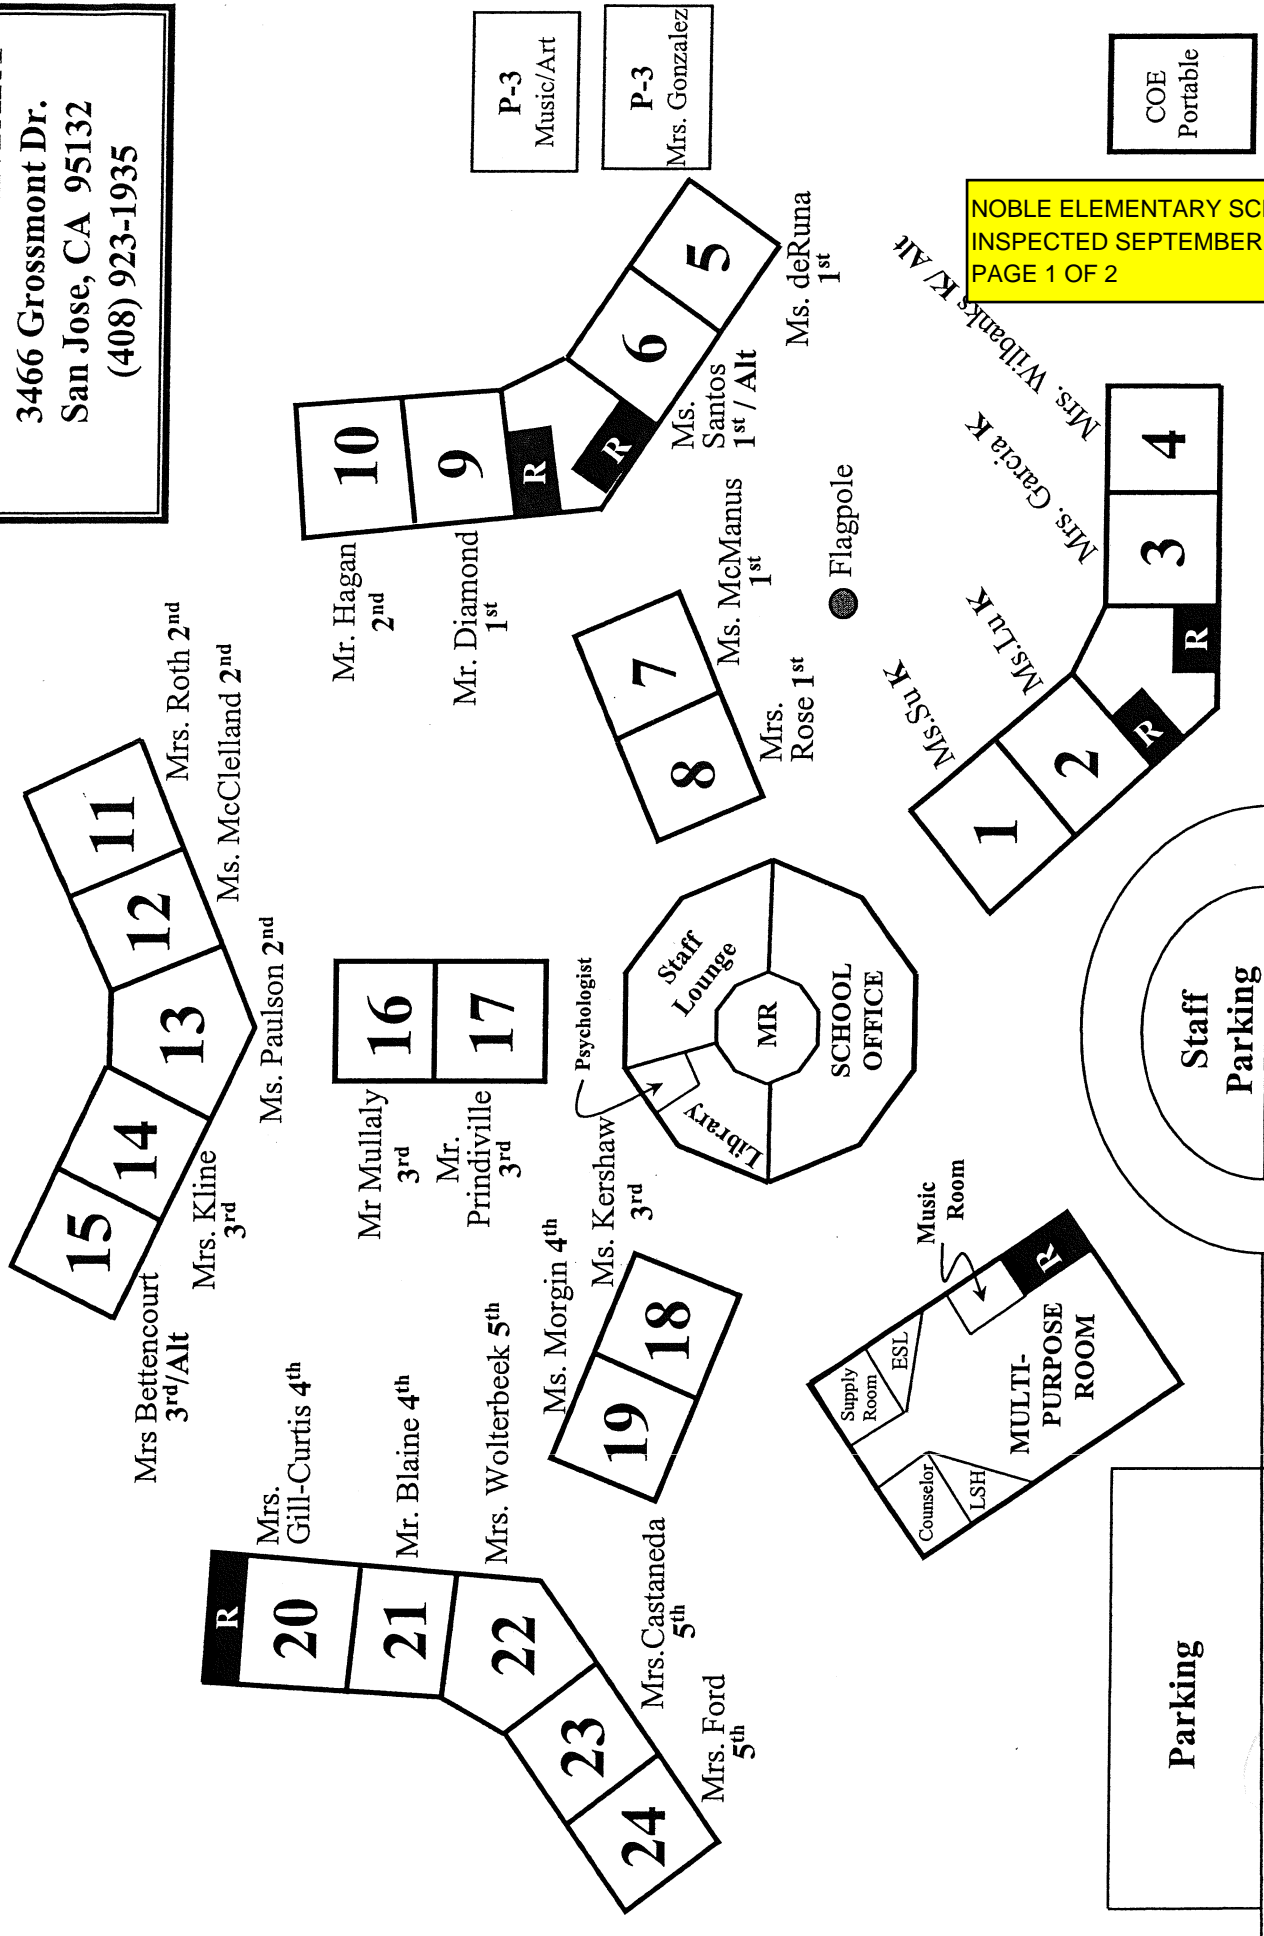 3466 Grossmont Dr.
San Jose, CA 95132
(408) 923-1935
P-3
Music/Art
P-3
Mrs. Gonzalez
COE
Portable
NOBLE ELEMENTARY
INSPECTED SEPTEMBER
PAGE 1 OF 2
10
9
R
R
6
5
Mr. Hagan
2nd
Mr. Diamond
1st
Ms.
Santos
1st / Alt
Ms. deRuna
1st
7
8
Ms. McManus
1st
Mrs.
Rose 1st
Flagpole
Mrs. Wilbanks K/ Alt
Mrs. Garcia K
Ms.Lu K
Ms.Su K
1
2
R
R
3
4
11
12
13
14
15
Mrs. Roth 2nd
Ms. McClelland 2nd
Ms. Paulson 2nd
Mrs. Kline
3rd
Mrs Bettencourt
3rd/Alt
16
17
Mr Mullaly
3rd
Mr.
Prindiville
3rd
Psychologist
Staff
Lounge
MR
Library
SCHOOL
OFFICE
Ms. Kershaw
3rd
Ms. Morgin 4th
18
19
R
20
21
22
23
24
Mrs.
Gill-Curtis 4th
Mr. Blaine 4th
Mrs. Wolterbeek 5th
Mrs.Castaneda
5th
Mrs. Ford
5th
Music
Room
Supply
Room
ESL
Counselor
LSH
R
MULTI-
PURPOSE
ROOM
Staff
Parking
Parking